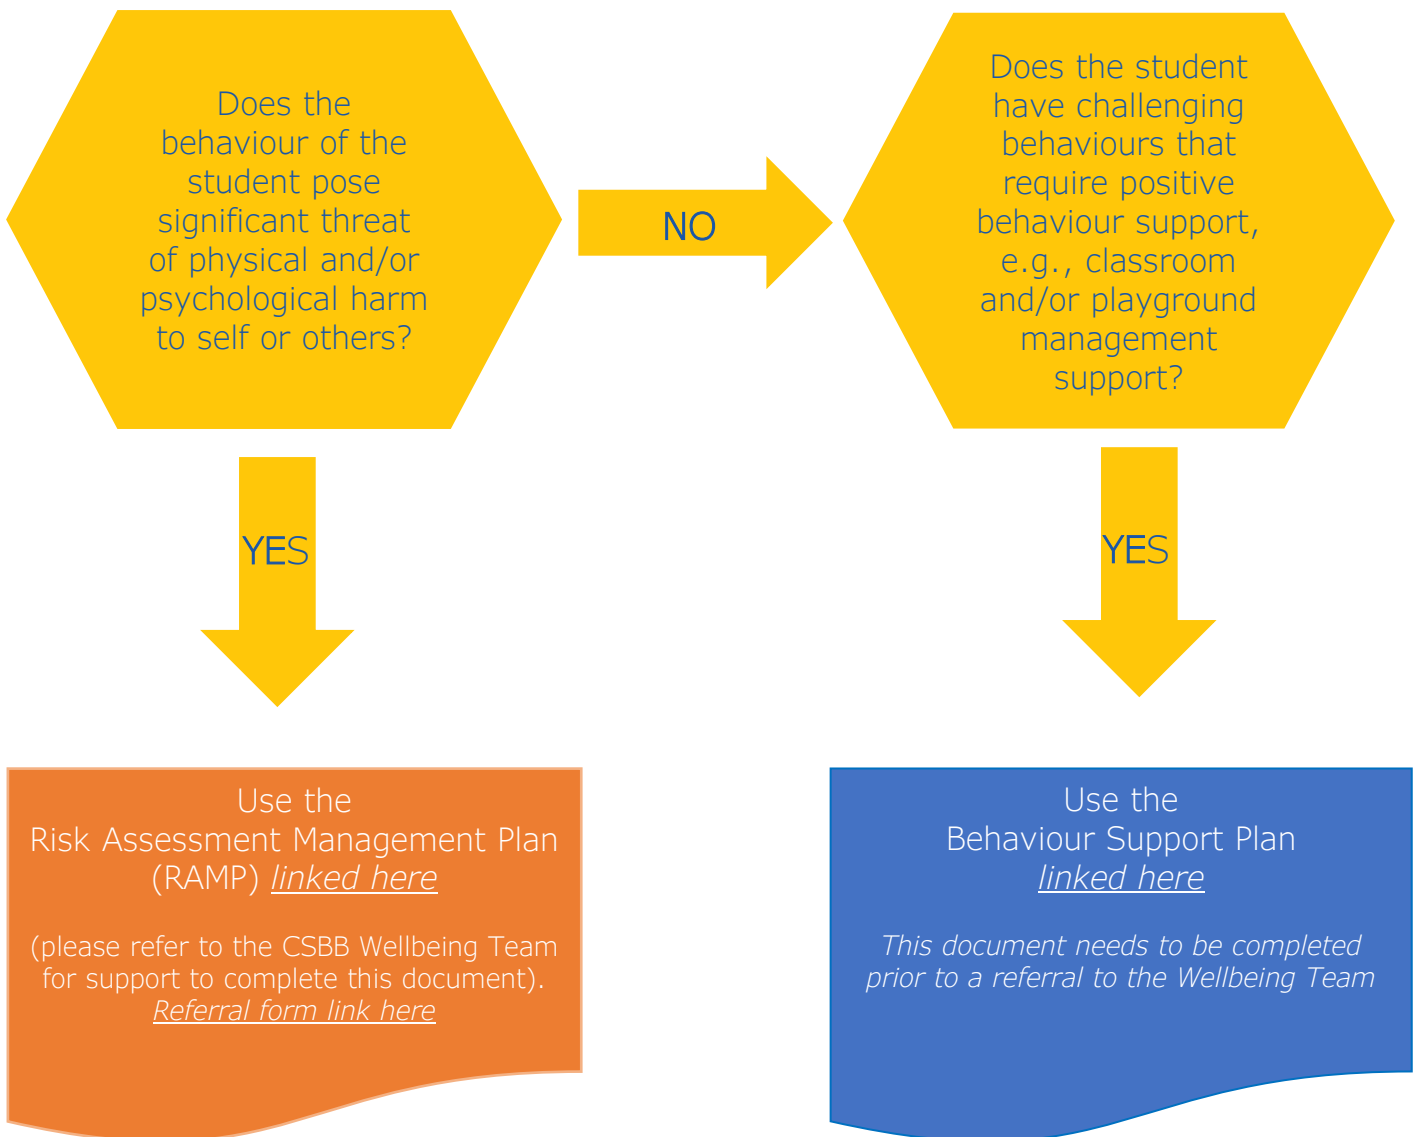 Does the
behaviour of the
student pose
significant threat
of physical and/or
psychological harm
to self or others?
NO
Does the student
have challenging
behaviours that
require positive
behaviour support,
e.g., classroom
and/or playground
management
support?
YES
YES
Use the
Risk Assessment Management Plan
(RAMP) linked here
(please refer to the CSBB Wellbeing Team
for support to complete this document).
Referral form link here
Use the
Behaviour Support Plan
linked here
This document needs to be completed
prior to a referral to the Wellbeing Team